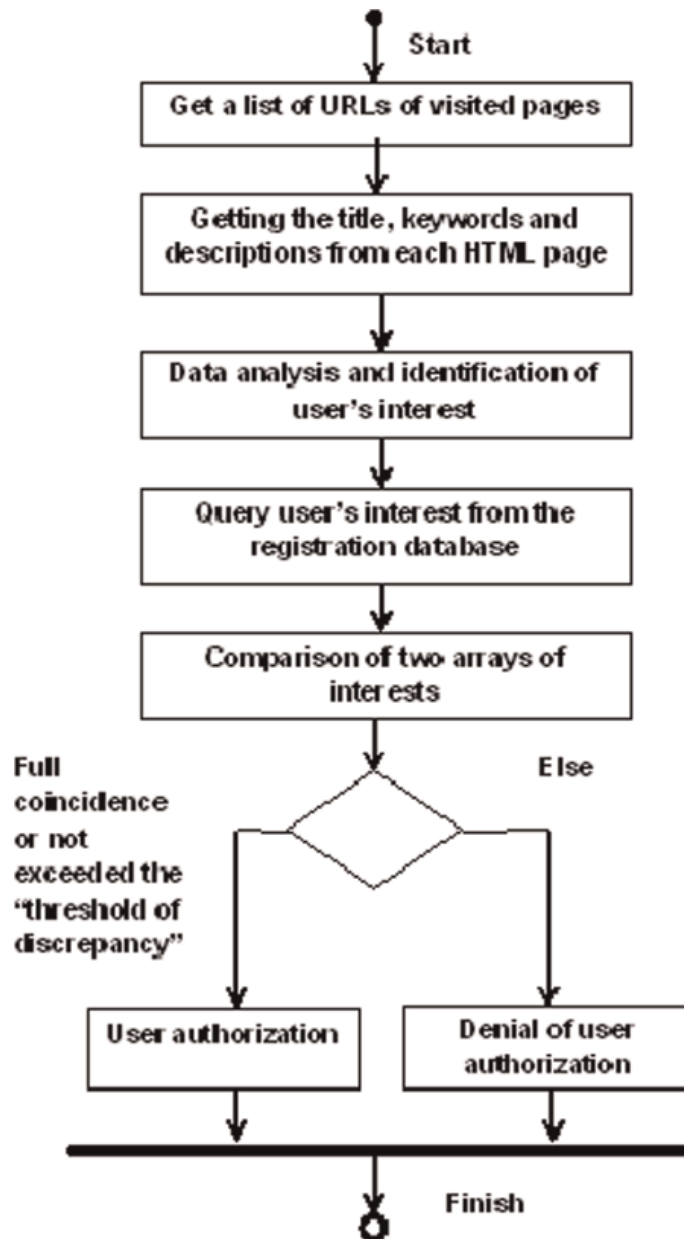 Start
Get a list of URLs of visited pages
Getting the title, keywords and
descriptions from each HTML page
Data analysis and identification of
user's interest
Query user's interest from the
registration database
Comparison of two arrays of
interests
Full
coincidence
or not
exceeded the
“threshold of
discrepancy”
Else
User authorization
Denial of user
authorization
Finish